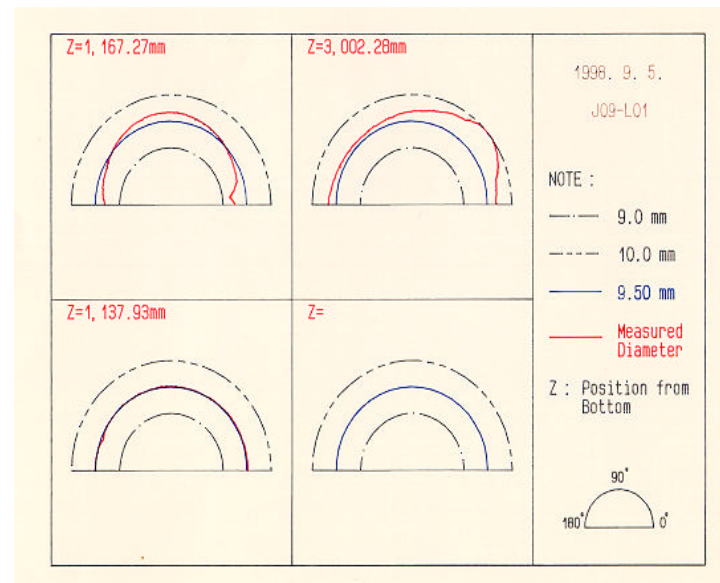 Z=1, 167.27mm
Z=3, 002.28mm
Z=1, 137.93mm
Z=
1998. 9. 5.
J09-L01
NOTE :
9.0 mm
10.0 mm
9.50 mm
Measured
Diameter
Z : Position from
Bottom
90°
180° 0°